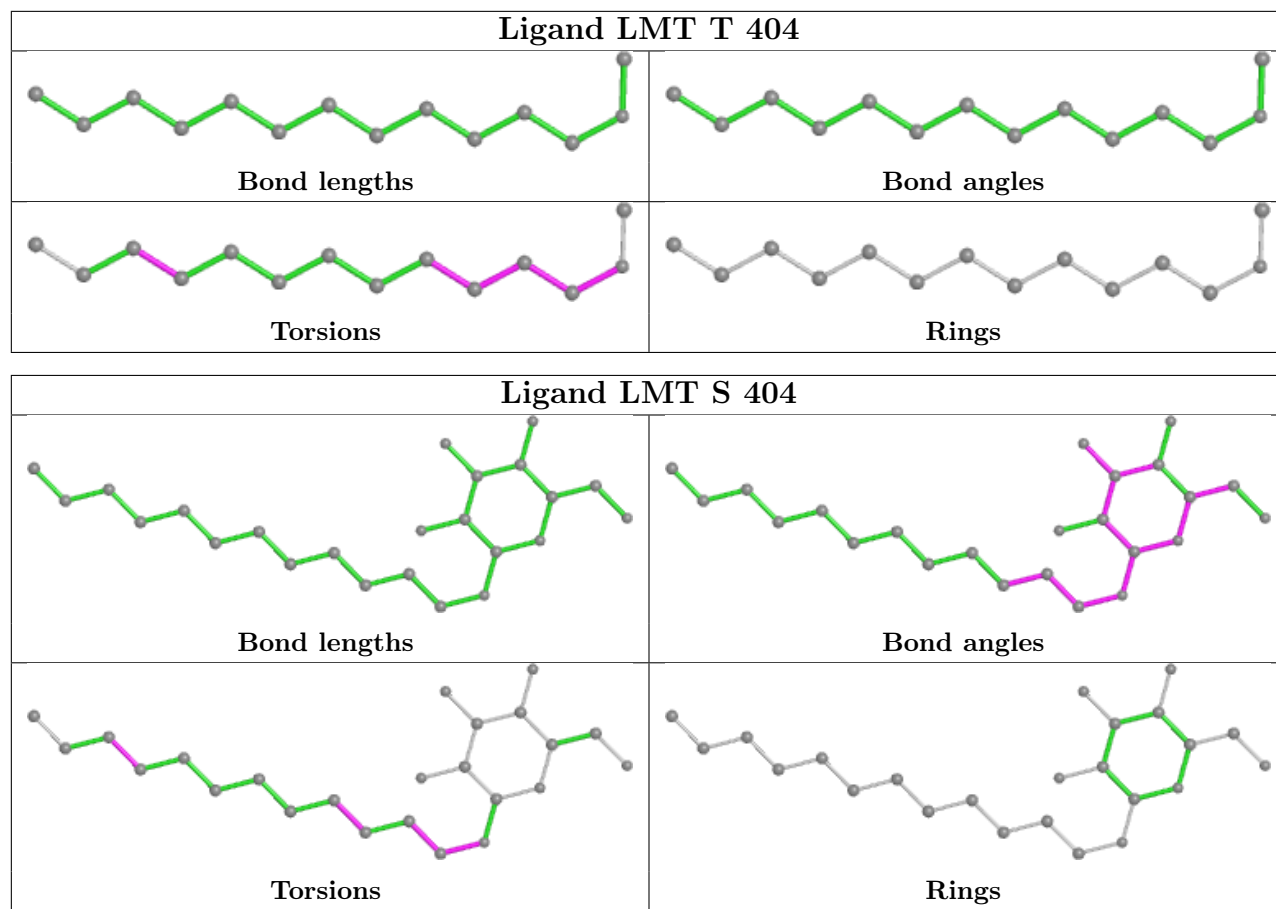 Ligand LMT T 404
Bond lengths
Bond angles
Torsions
Rings
Ligand LMT S 404
Bond lengths
Bond angles
Torsions
Rings